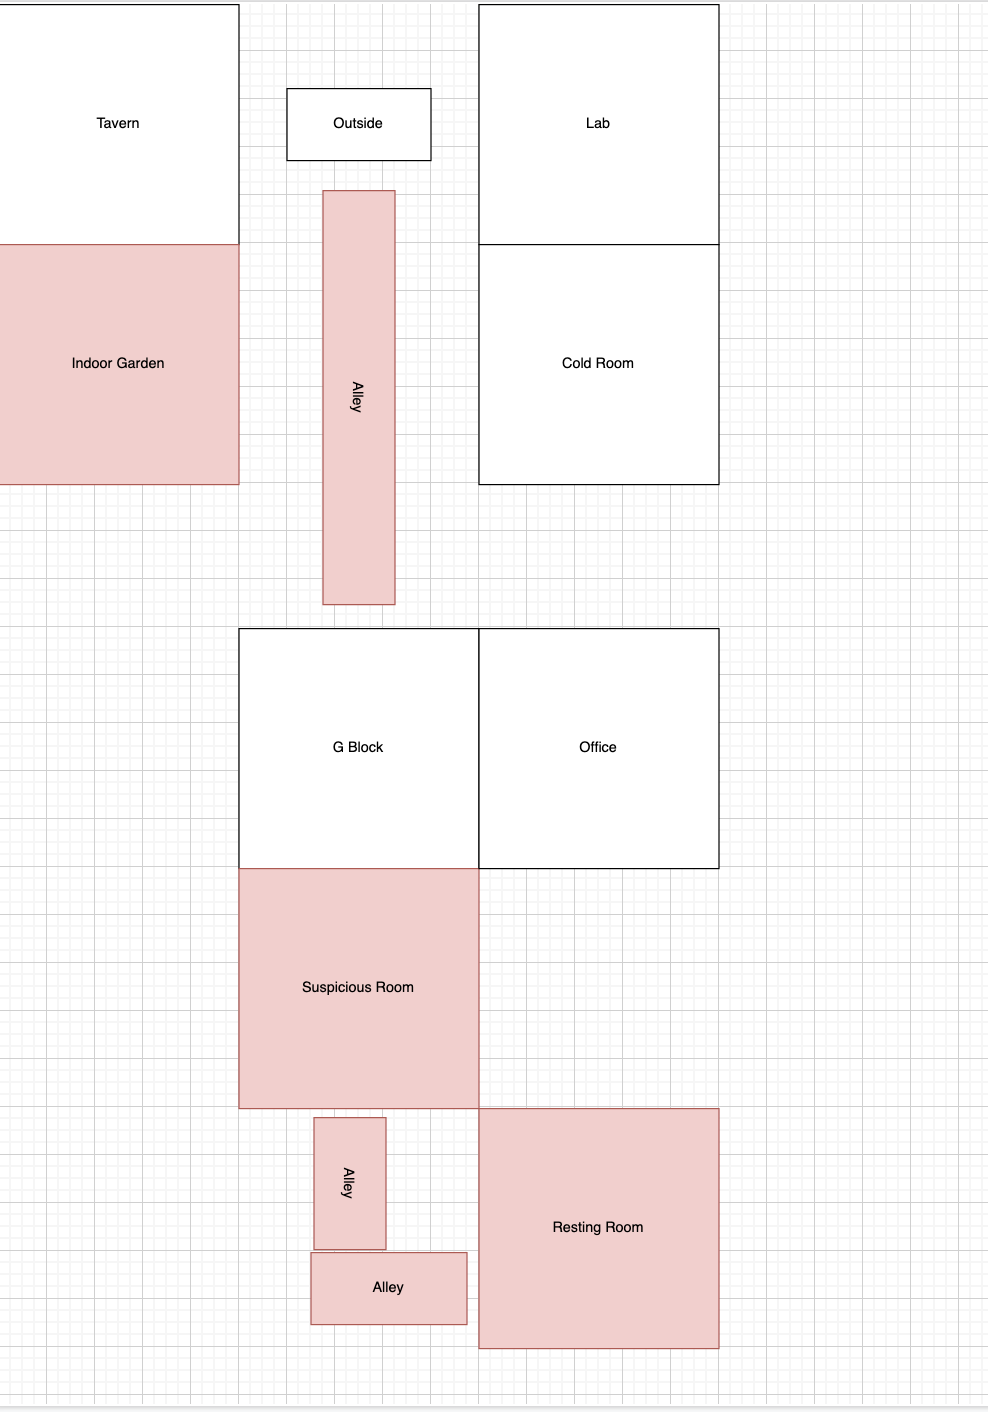 Tavern
Outside
Lab
Indoor Garden
Cold Room
Alley
G Block
Office
Suspicious Room
Alley
Resting Room
Alley